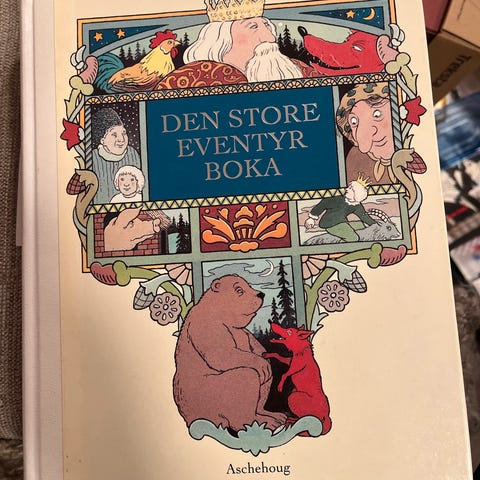 DEN STORE
EVENTYR
BOKA
Aschehoug